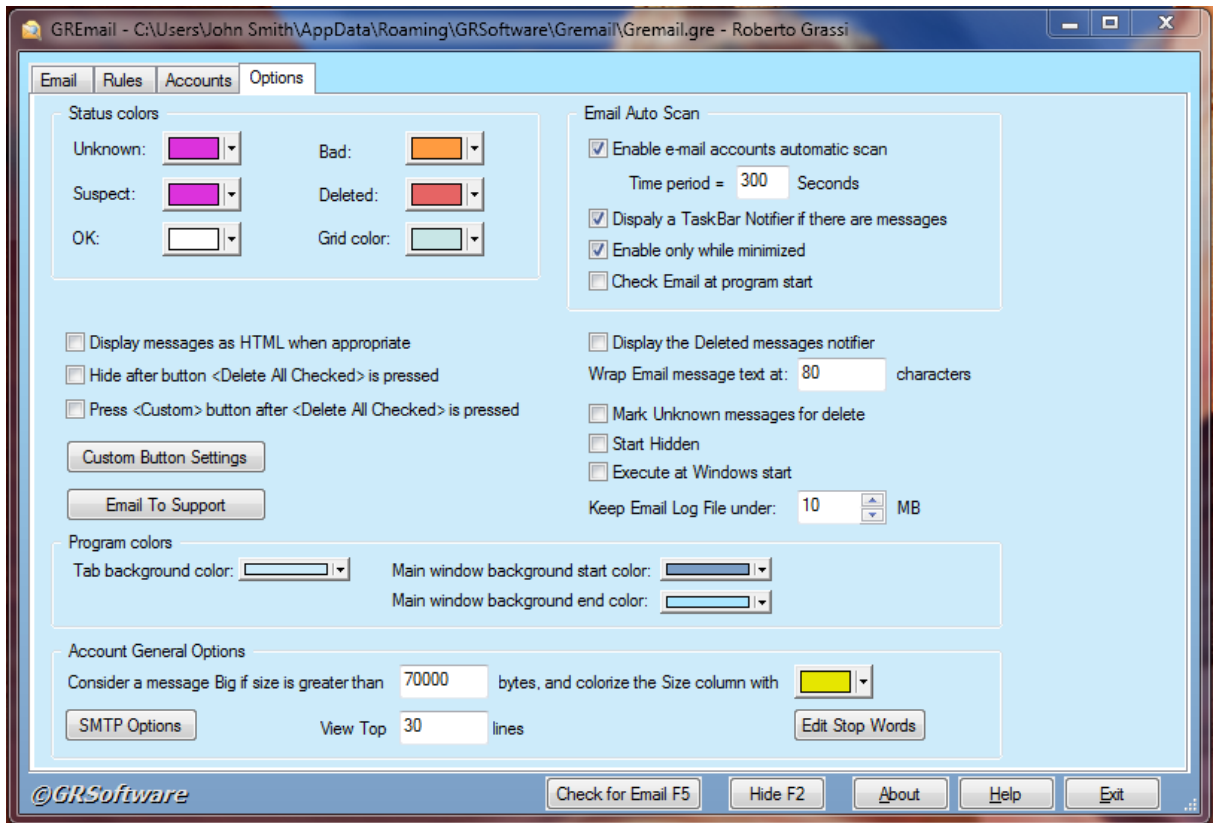 GREmail - C:\Users\John Smith\AppData\Roaming\GRSoftware\Gremail\Gremail.gre - Roberto Grassi
Email Rules Accounts Options
Status colors
Unknown: Bad:
Suspect: Deleted:
OK: Grid color:
Email Auto Scan
Enable e-mail accounts automatic scan
Time period = 300 Seconds
Dispaly a TaskBar Notifier if there are messages
Enable only while minimized
Check Email at program start
Display messages as HTML when appropriate
Hide after button <Delete All Checked> is pressed
Press <Custom> button after <Delete All Checked> is pressed
Custom Button Settings
Email To Support
Display the Deleted messages notifier
Wrap Email message text at: 80 characters
Mark Unknown messages for delete
Start Hidden
Execute at Windows start
Keep Email Log File under: 10 MB
Program colors
Tab background color: Main window background start color:
Main window background end color:
Account General Options
Consider a message Big if size is greater than 70000 bytes, and colorize the Size column with
SMTP Options View Top 30 lines Edit Stop Words
©GRSoftware Check for Email F5 Hide F2 About Help Exit